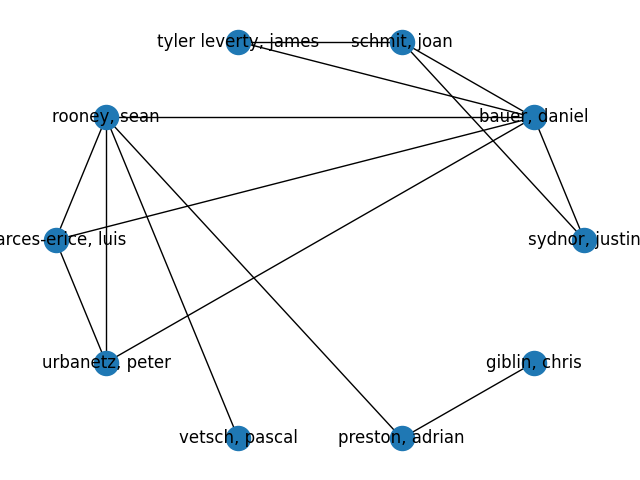 tyler leverty, james
schmit, joan
rooney, sean
bauer, daniel
arces-erice, luis
sydnor, justin
urbanetz, peter
giblin, chris
vetsch, pascal
preston, adrian